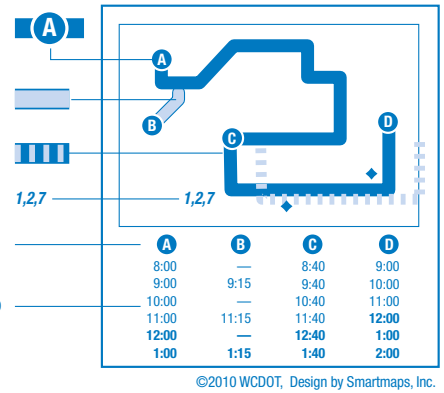 A
A
B
C
D
1,2,7
1,2,7
A B C D
8:00 — 8:40 9:00
9:00 9:15 9:40 10:00
10:00 — 10:40 11:00
11:00 11:15 11:40 12:00
12:00 — 12:40 1:00
1:00 1:15 1:40 2:00
©2010 WCDOT, Design by Smartmaps, Inc.